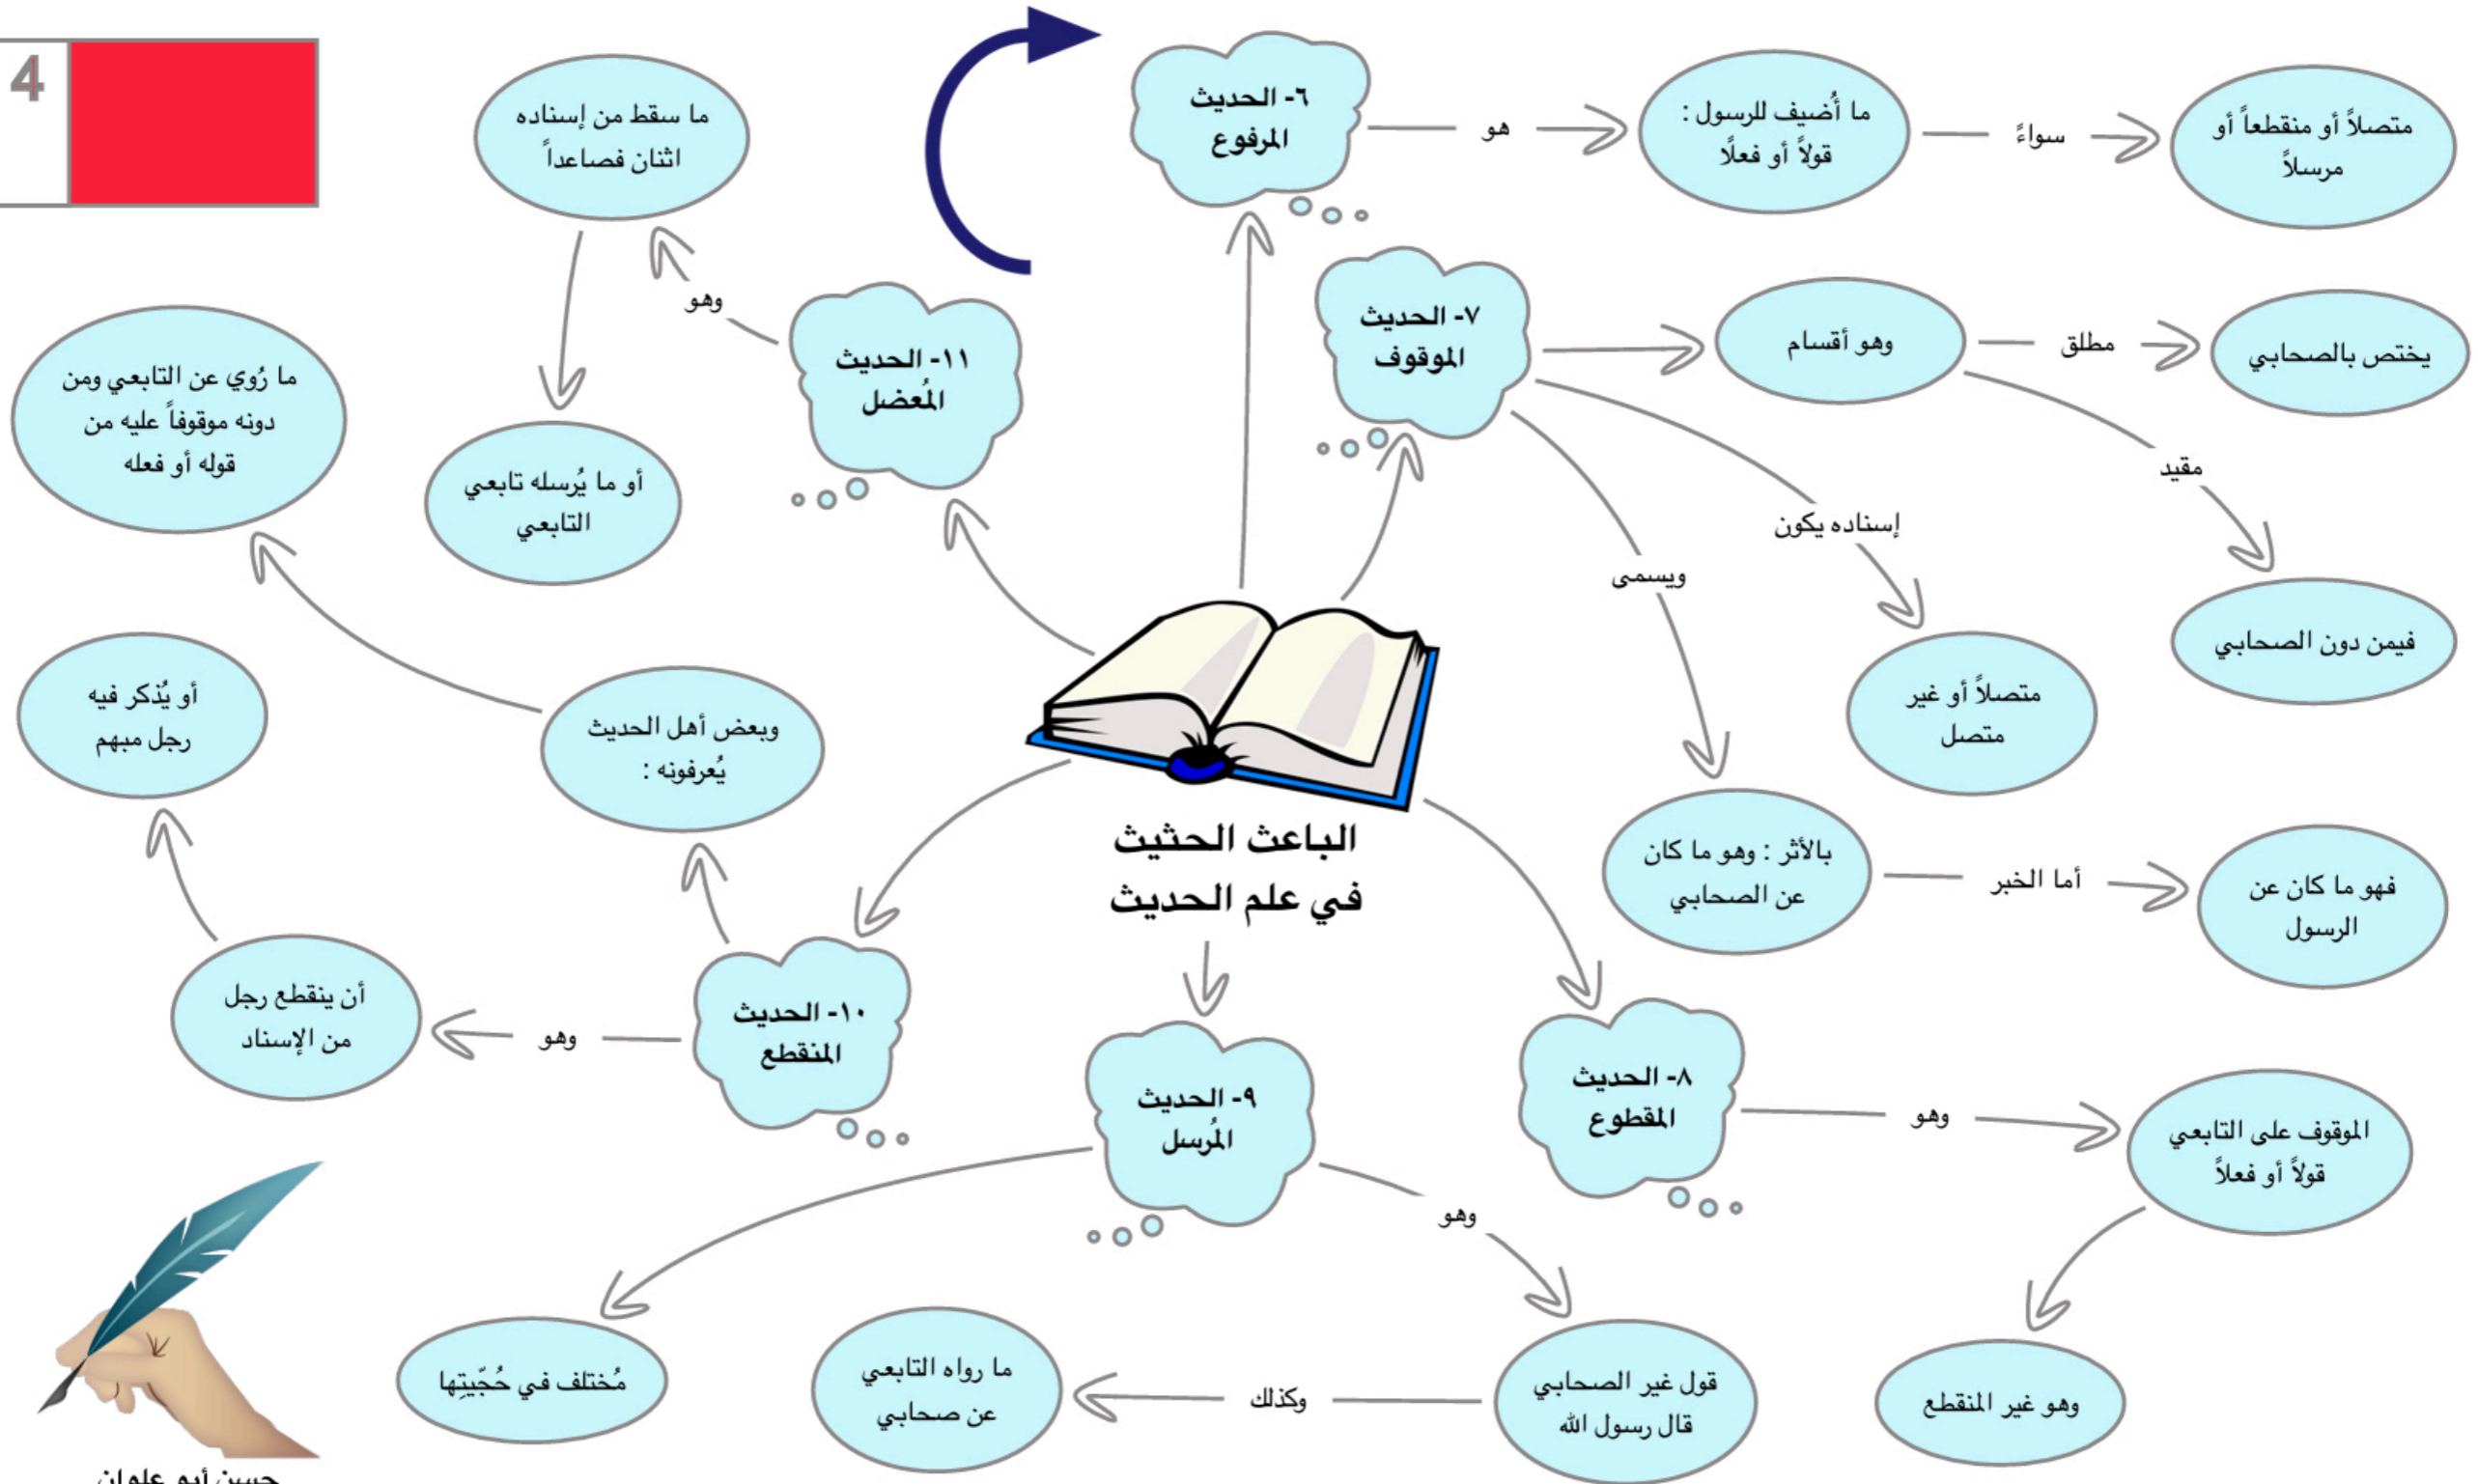 4
٦- الحديث
المرفوع
هو
ما أُضيف للرسول :
قولاً أو فعلًا
سواءً
متصلاً أو منقطعاً أو
مرسلاً
٧- الحديث
الموقوف
وهو أقسام
مطلق
يختص بالصحابي
مقيد
فيمن دون الصحابي
إسناده يكون
متصلاً أو غير
متصل
ويسمى
بالأثر : وهو ما كان
عن الصحابي
أما الخبر
فهو ما كان عن
الرسول
الباعث الحثيث
في علم الحديث
٨- الحديث
المقطوع
وهو
الموقوف على التابعي
قولاً أو فعلاً
وهو غير المنقطع
٩- الحديث
المُرسل
وهو
قول غير الصحابي
قال رسول الله
وكذلك
ما رواه التابعي
عن صحابي
مُختلف في حُجّيتِها
١٠- الحديث
المنقطع
وهو
أن ينقطع رجل
من الإسناد
أو يُذكر فيه
رجل مبهم
وبعض أهل الحديث
يُعرفونه :
ما رُوي عن التابعي ومن
دونه موقوفاً عليه من
قوله أو فعله
١١- الحديث
المُعضل
وهو
ما سقط من إسناده
اثنان فصاعداً
أو ما يُرسله تابعي
التابعي
حسن أبو علوان